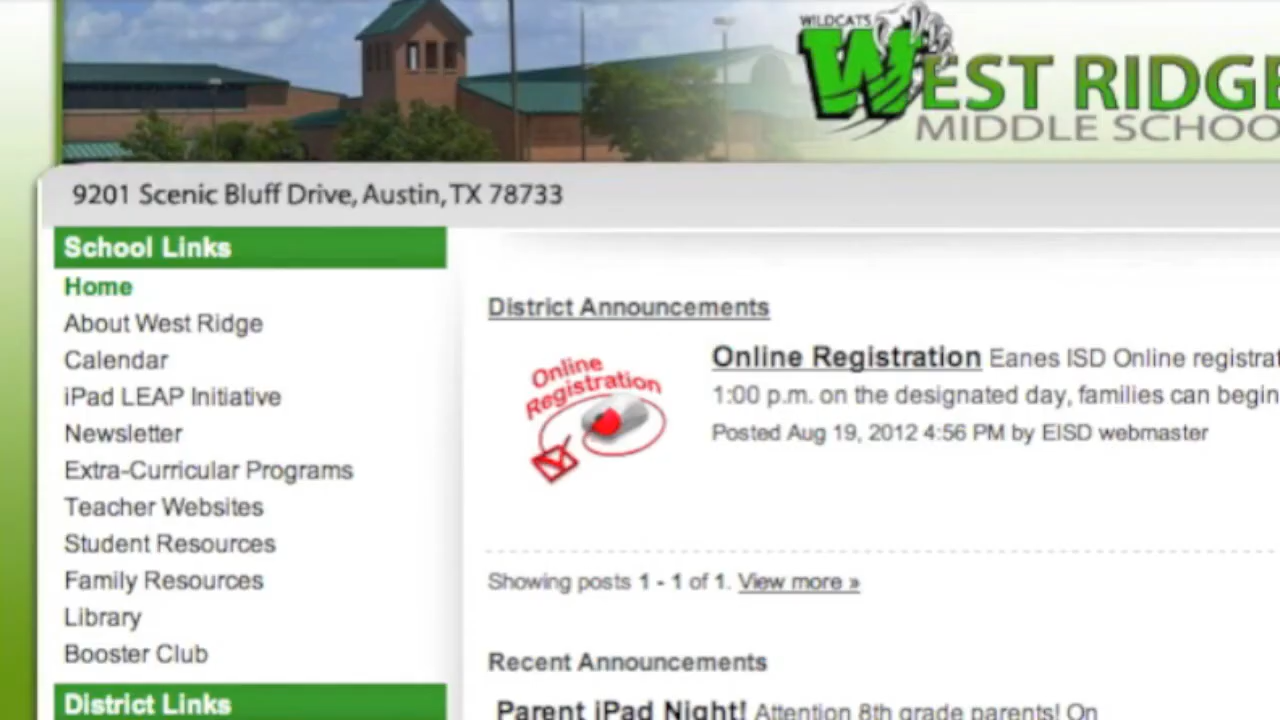 WILDCATS
WEST RIDGE
MIDDLE SCHOO
9201 Scenic Bluff Drive, Austin, TX 78733
School Links
Home
About West Ridge
Calendar
iPad LEAP Initiative
Newsletter
Extra-Curricular Programs
Teacher Websites
Student Resources
Family Resources
Library
Booster Club
District Links
District Announcements
Online
Registration
Online Registration Eanes ISD Online registrat
1:00 p.m. on the designated day, families can begin
Posted Aug 19, 2012 4:56 PM by EISD webmaster
Showing posts 1 - 1 of 1. View more »
Recent Announcements
Parent iPad Night! Attention 8th grade parents! On